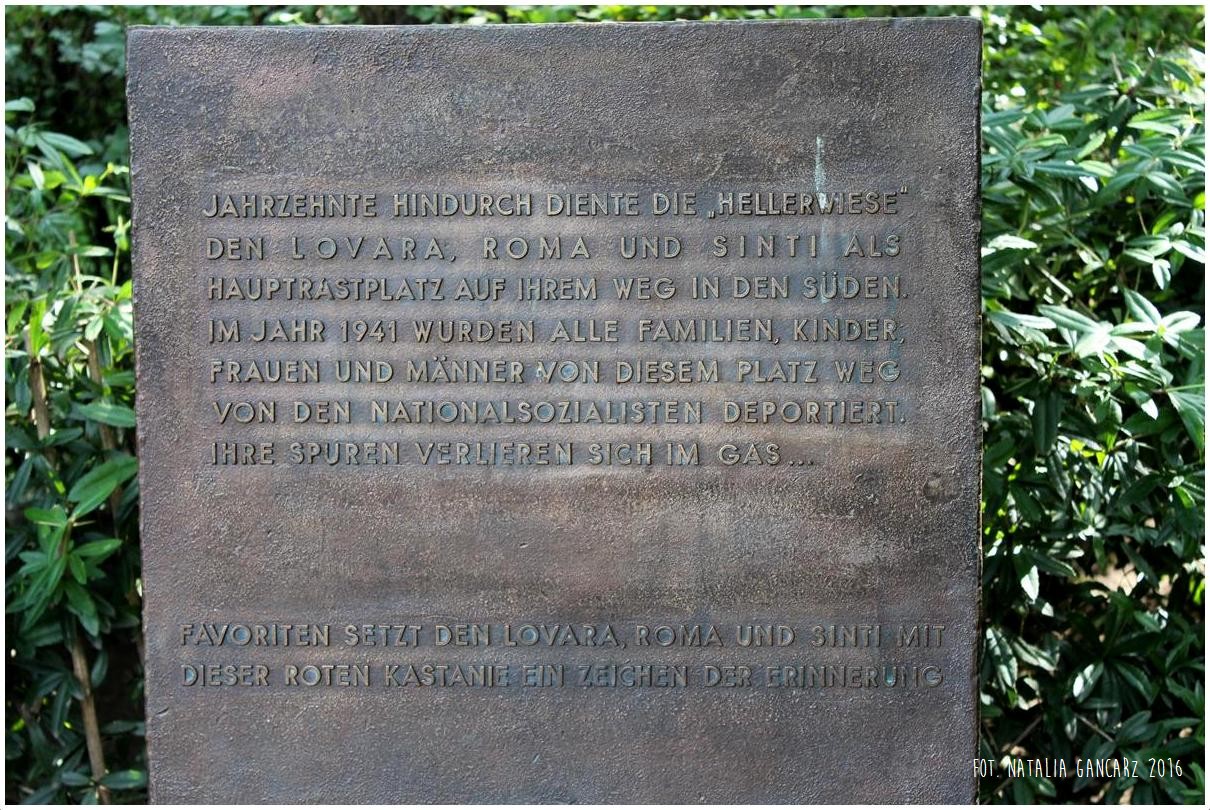 JAHRZEHNTE HINDURCH DIENTE DIE „HELLERWIESE“
DEN LOVARA, ROMA UND SINTI ALS
HAUPTRASTPLATZ AUF IHREM WEG IN DEN SÜDEN.
IM JAHR 1941 WURDEN ALLE FAMILIEN, KINDER,
FRAUEN UND MÄNNER VON DIESEM PLATZ WEG
VON DEN NATIONALSOZIALISTEN DEPORTIERT.
IHRE SPUREN VERLIEREN SICH IM GAS...
FAVORITEN SETZT DEN LOVARA, ROMA UND SINTI MIT
DIESER ROTEN KASTANIE EIN ZEICHEN DER ERINNERUNG
FOT. NATALIA GANCARZ 2016